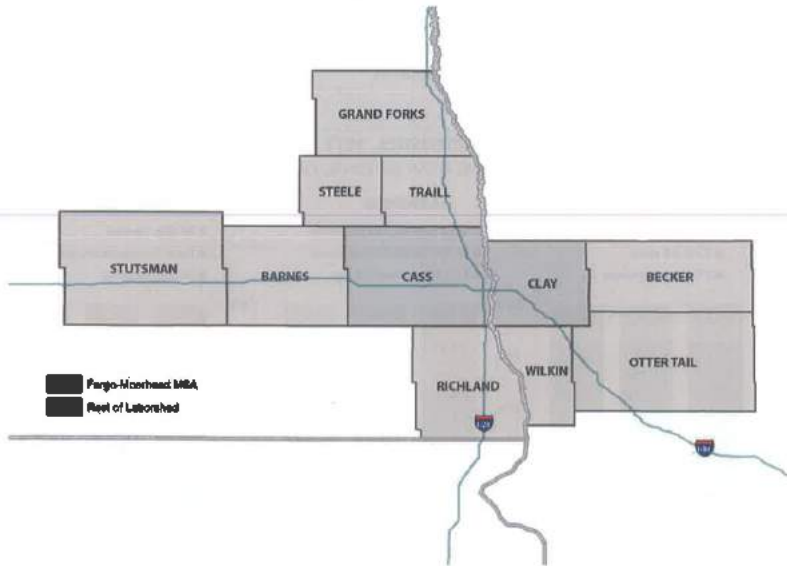 GRAND FORKS
STEELE
TRAILL
STUTSMAN
BARNES
CASS
CLAY
BECKER
Fargo-Moorhead MSA
Rest of Laborshed
RICHLAND
WILKIN
OTTER TAIL